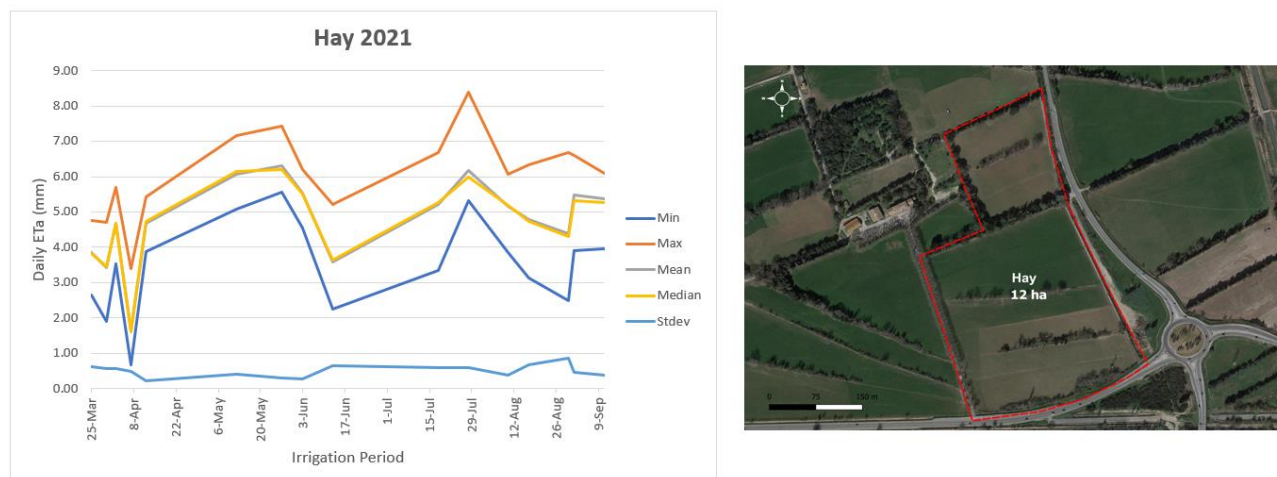 Hay 2021
9.00
8.00
7.00
6.00
5.00
4.00
3.00
2.00
1.00
0.00
Daily ETa (mm)
25-Mar
8-Apr
22-Apr
6-May
20-May
3-Jun
17-Jun
1-Jul
15-Jul
29-Jul
12-Aug
26-Aug
9-Sep
Irrigation Period
Min
Max
Mean
Median
Stdev
Hay
12 ha
0 75 150 m